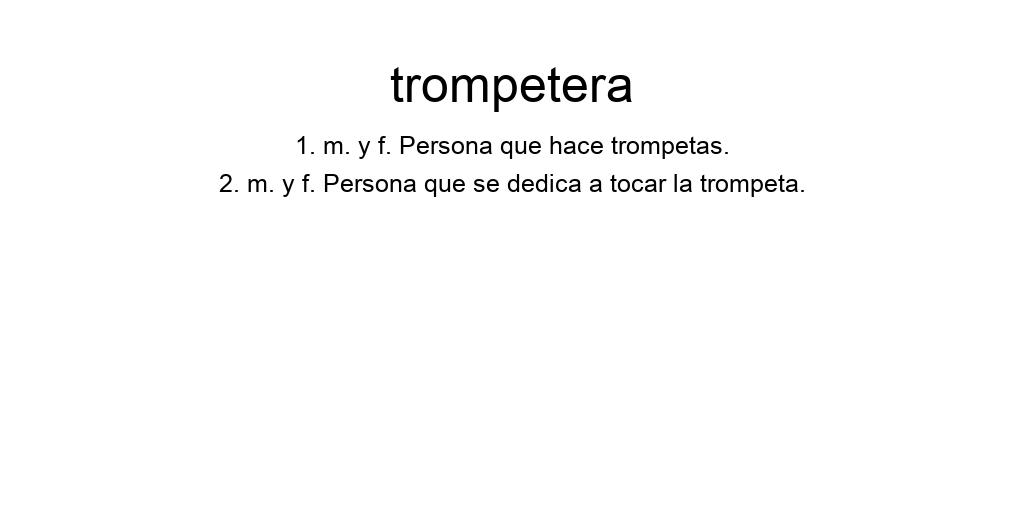 trompetera
1. m. y f. Persona que hace trompetas.
2. m. y f. Persona que se dedica a tocar la trompeta.